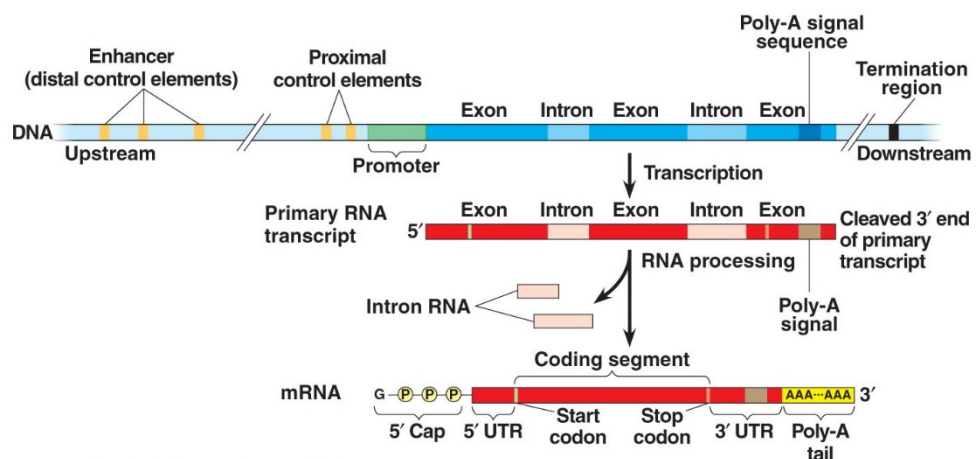 Enhancer
(distal control elements)
Proximal
control elements
Poly-A signal
sequence
Termination
region
Exon Intron Exon Intron Exon
DNA
Upstream
Promoter
Downstream
Transcription
Primary RNA
transcript
5′
Exon Intron Exon Intron Exon
Cleaved 3′ end
of primary
transcript
RNA processing
Intron RNA
Poly-A
signal
Coding segment
mRNA
G P P P
AAA···AAA 3′
5′ Cap
5′ UTR
Start
codon
Stop
codon
3′ UTR
Poly-A
tail